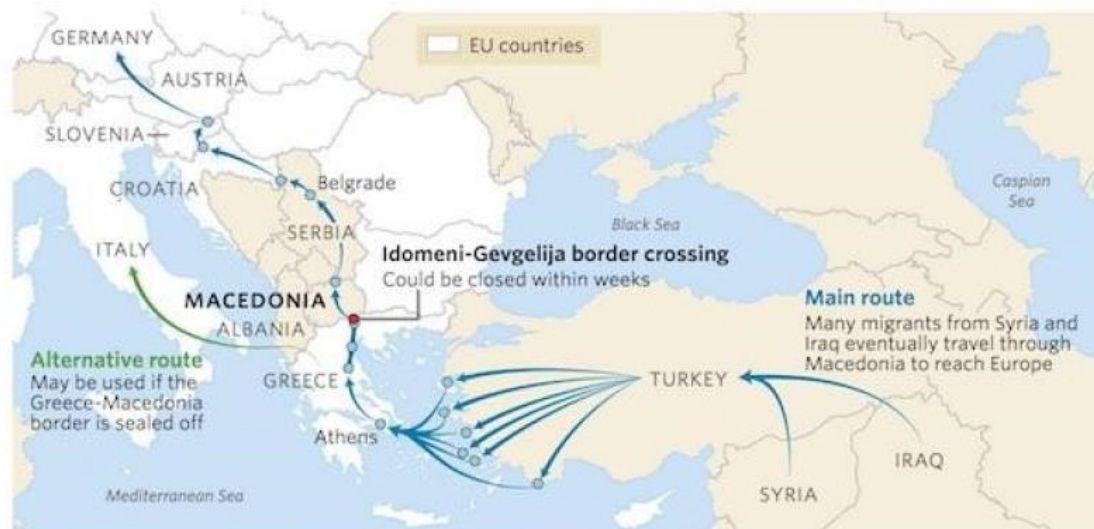 GERMANY
EU countries
AUSTRIA
SLOVENIA
CROATIA
Belgrade
Caspian
Sea
Black Sea
SERBIA
ITALY
Idomeni-Gevgelija border crossing
Could be closed within weeks
MACEDONIA
ALBANIA
Main route
Many migrants from Syria and
Iraq eventually travel through
Macedonia to reach Europe
Alternative route
May be used if the
Greece-Macedonia
border is sealed off
GREECE
TURKEY
Athens
IRAQ
SYRIA
Mediterranean Sea